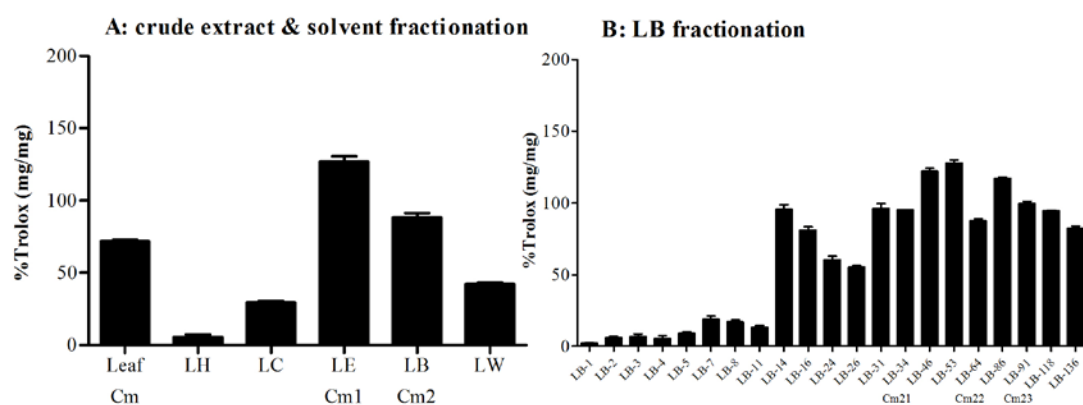 A: crude extract & solvent fractionation
%Trolox (mg/mg)
200
150
100
50
0
Leaf LH LC LE LB LW
Cm Cm1 Cm2
B: LB fractionation
%Trolox (mg/mg)
200
150
100
50
0
LB-1 LB-2 LB-3 LB-4 LB-5 LB-7 LB-8 LB-11 LB-14 LB-16 LB-24 LB-26 LB-31 LB-34 LB-46 LB-53 LB-64 LB-86 LB-91 LB-118 LB-136
Cm21 Cm22 Cm23